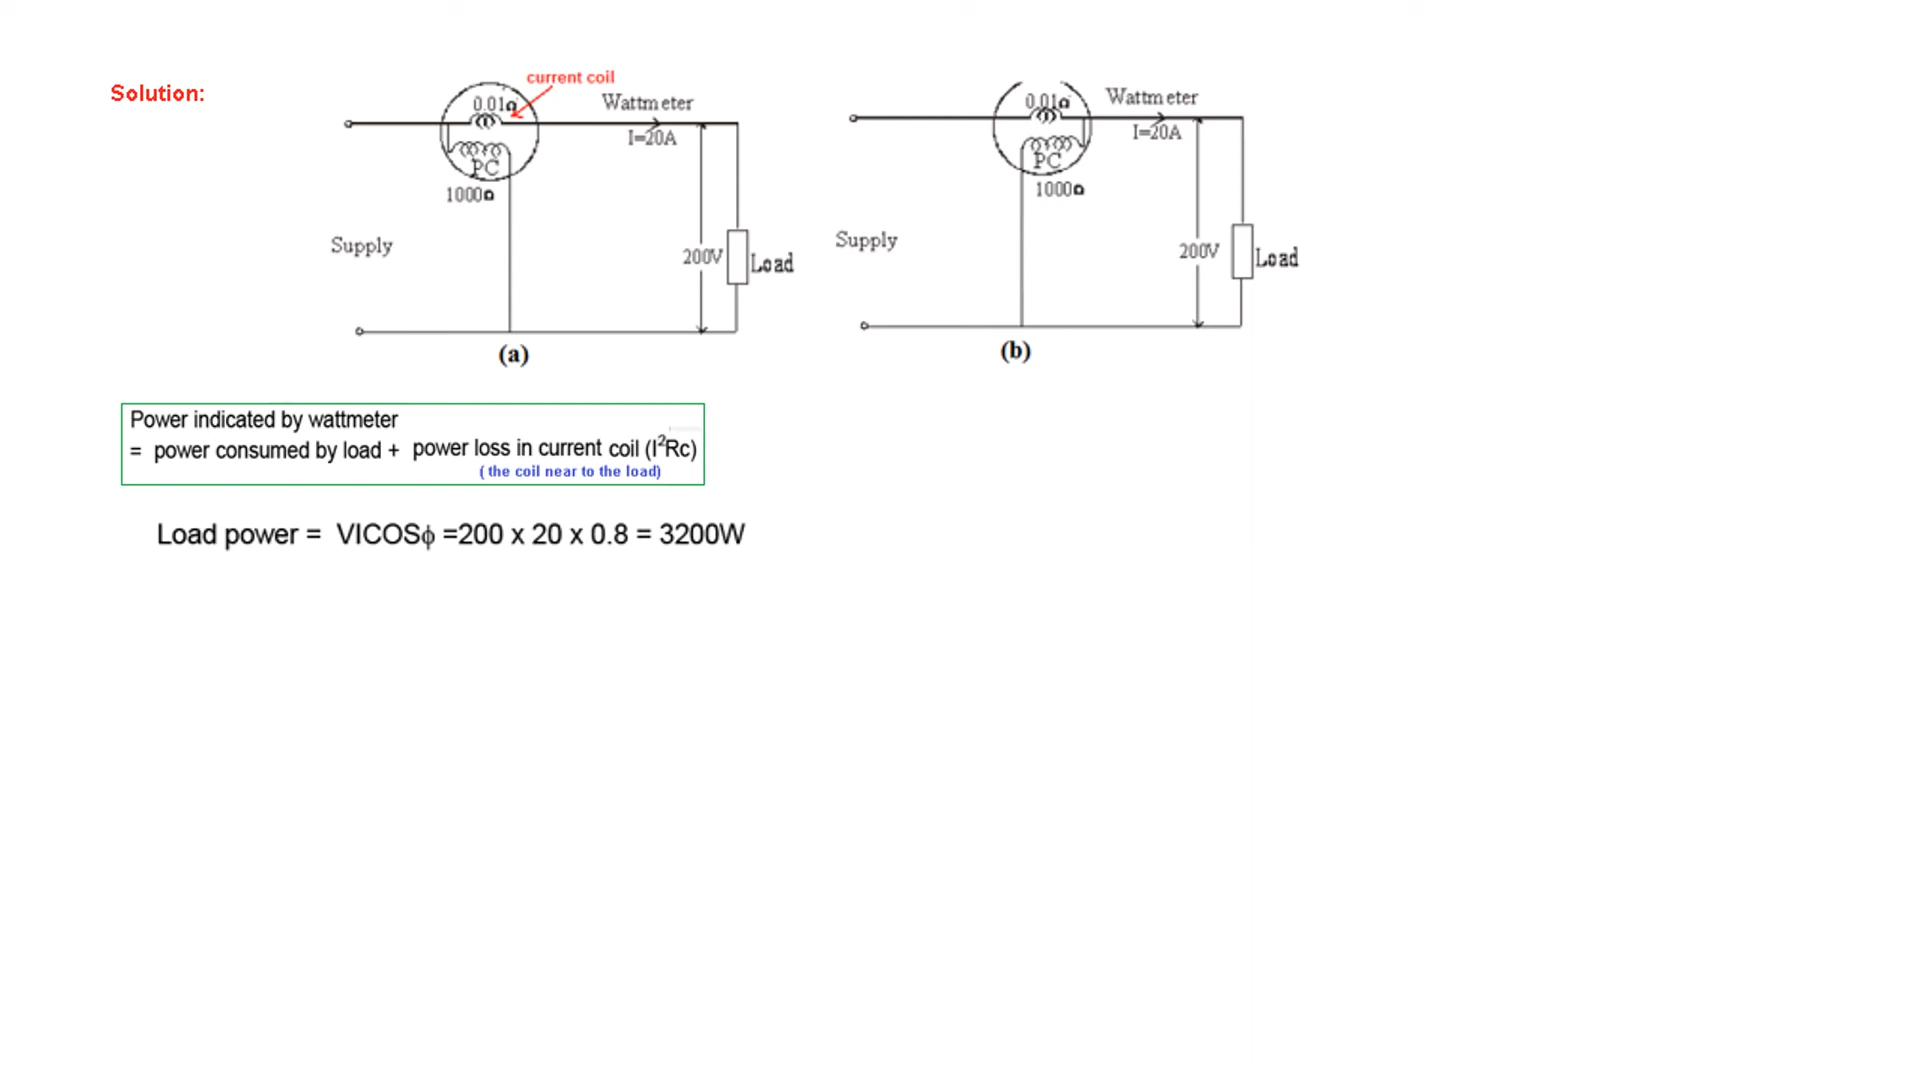 Solution:
current coil
0.01Ω
Wattmeter
I=20A
PC
1000Ω
Supply
200V
Load
(a)
0.01Ω
Wattmeter
I=20A
PC
1000Ω
Supply
200V
Load
(b)
Power indicated by wattmeter
= power consumed by load + power loss in current coil (I²Rc)
( the coil near to the load)
Load power = VICOSϕ =200 x 20 x 0.8 = 3200W